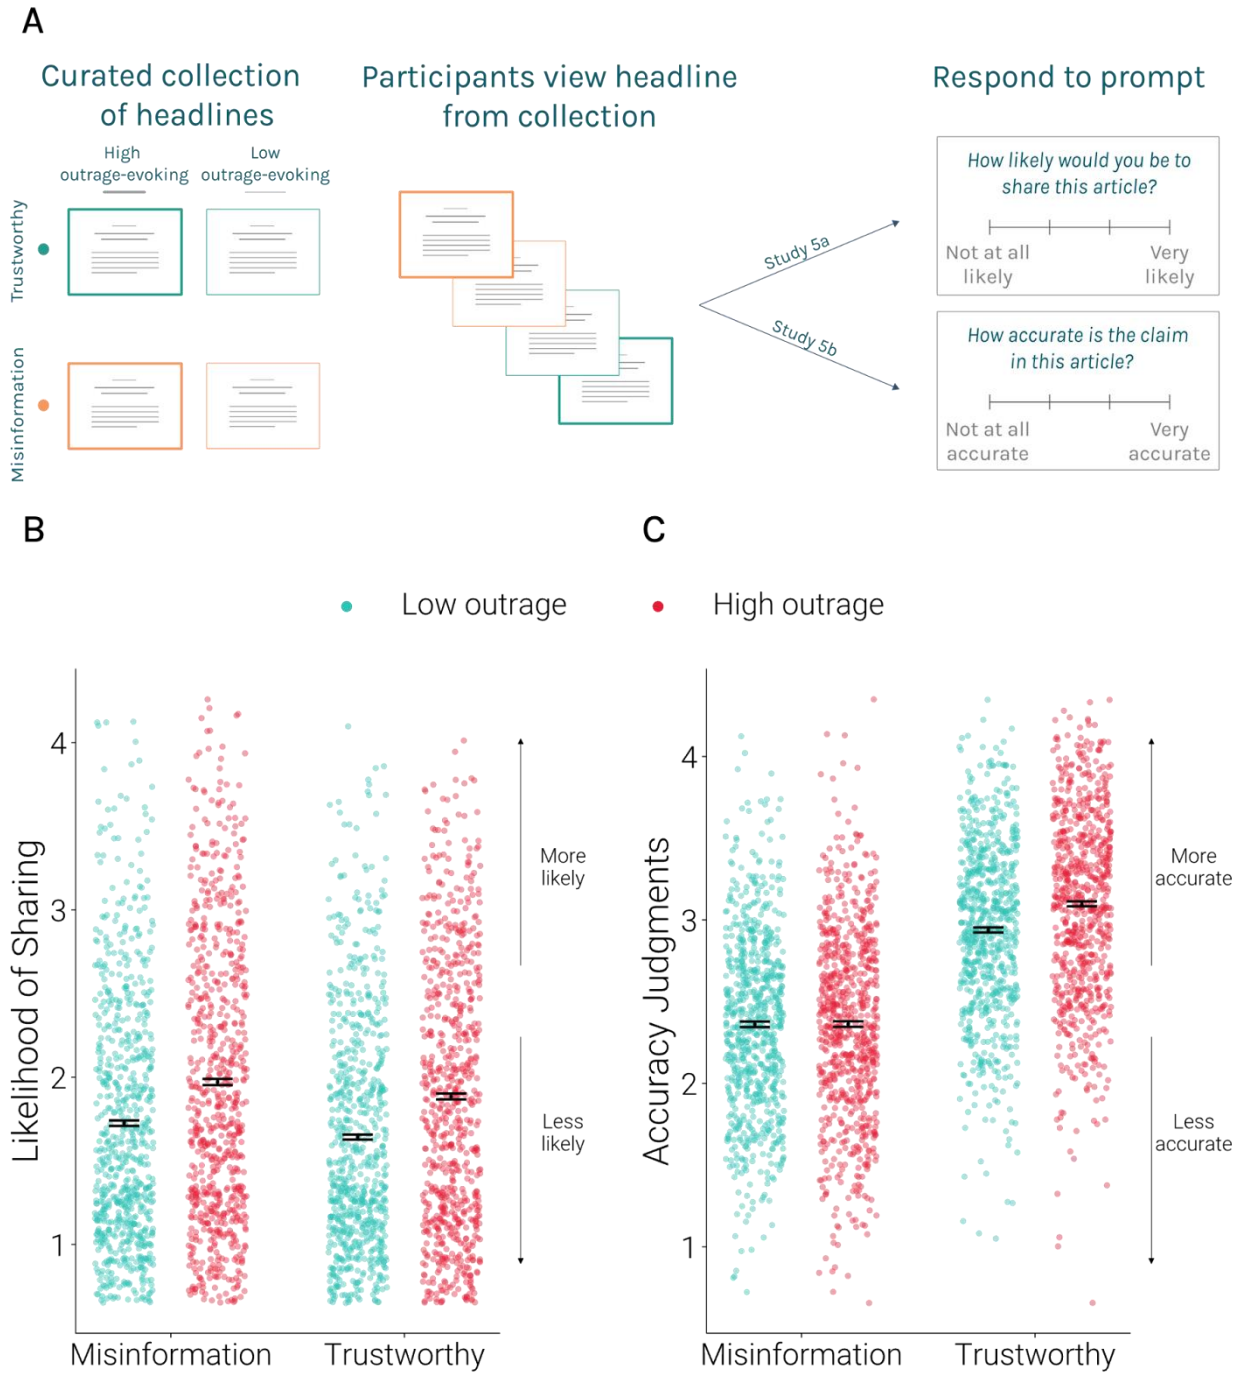 A
Curated collection
of headlines
Participants view headline
from collection
Respond to prompt
High
outrage-evoking
Low
outrage-evoking
Trustworthy
Misinformation
Study 5a
Study 5b
How likely would you be to
share this article?
Not at all
likely
Very
likely
How accurate is the claim
in this article?
Not at all
accurate
Very
accurate
B
C
Low outrage
High outrage
Likelihood of Sharing
4
3
2
1
More
likely
Less
likely
Misinformation
Trustworthy
Accuracy Judgments
4
3
2
1
More
accurate
Less
accurate
Misinformation
Trustworthy